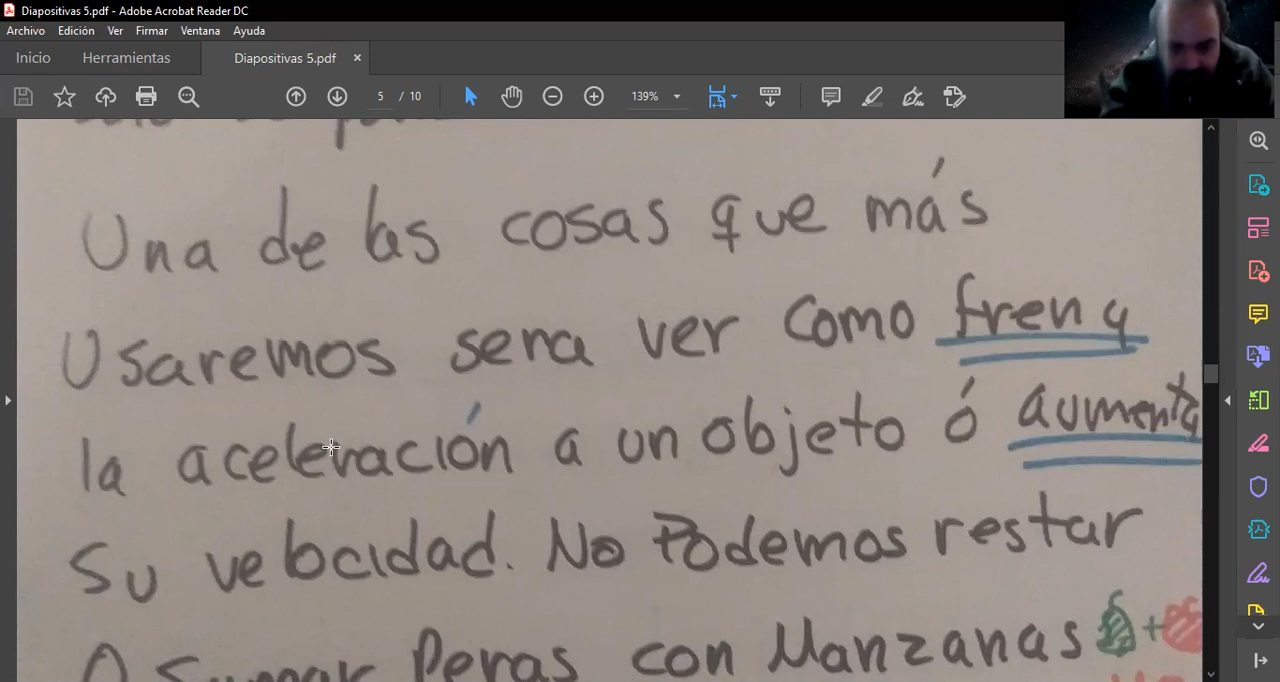 Diapositivas 5.pdf - Adobe Acrobat Reader DC
Archivo Edición Ver Firmar Ventana Ayuda
Inicio Herramientas Diapositivas 5.pdf ×
5 / 10 139%
Una de las cosas que más
Usaremos sera ver como frena
la aceleración a un objeto ó aumenta
su velocidad. No Podemos restar
O Sumar Peras con Manzanas